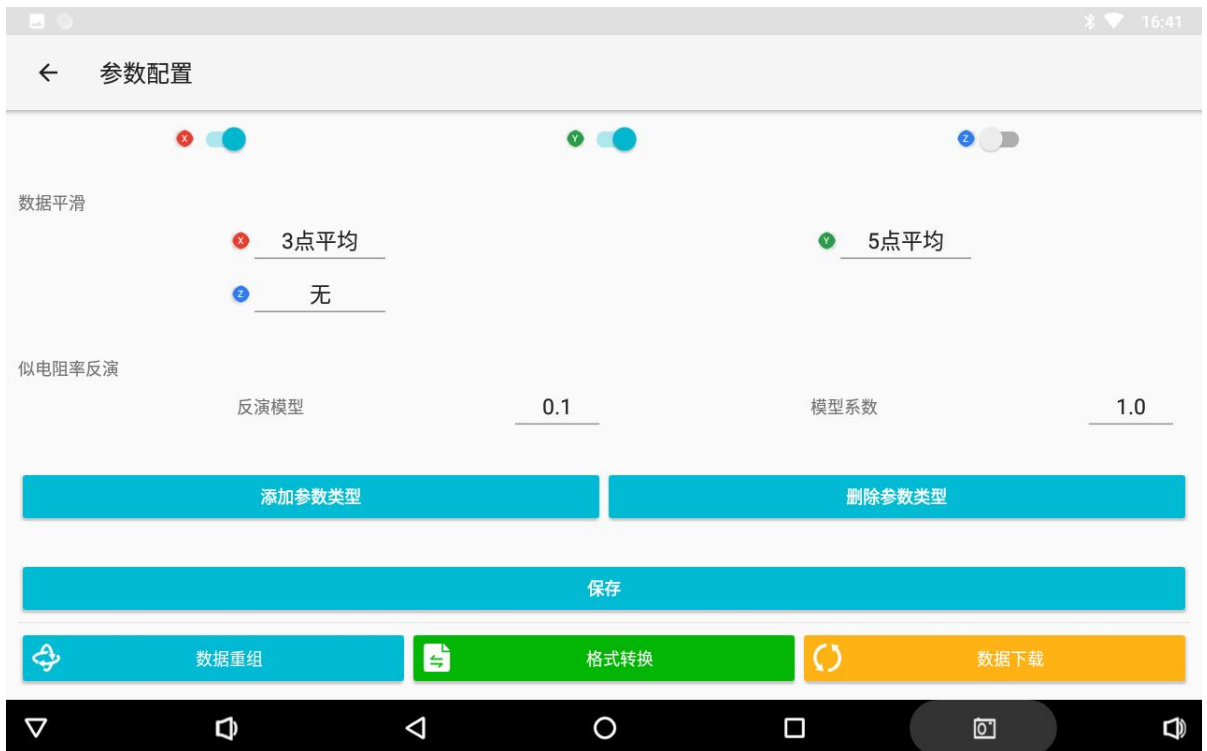 16:41
参数配置
X Y Z
数据平滑
X 3点平均 Y 5点平均
Z 无
似电阻率反演
反演模型 0.1 模型系数 1.0
添加参数类型 删除参数类型
保存
数据重组 格式转换 数据下载